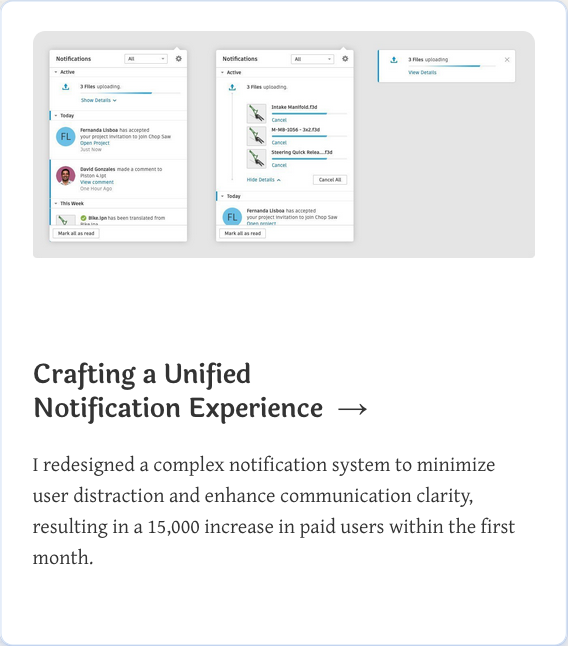 Notifications
All
Active
3 Files uploading.
Show Details
Today
FL
Fernanda Lisboa has accepted
your project invitation to join Chop Saw
Open Project
Just Now
David Gonzales made a comment to
Piston 4.ipt
View comment
One Hour Ago
This Week
Bike.ipn has been translated from
Bike.ipn
Mark all as read
Notifications
All
Active
3 Files uploading.
Intake Manifold.f3d
Cancel
M-MB-1056 - 3x2.f3d
Cancel
Steering Quick Relea....f3d
Cancel
Hide Details
Cancel All
Today
FL
Fernanda Lisboa has accepted
your project invitation to join Chop Saw
Open project
Mark all as read
3 Files uploading
View Details
Crafting a Unified
Notification Experience →
I redesigned a complex notification system to minimize
user distraction and enhance communication clarity,
resulting in a 15,000 increase in paid users within the first
month.